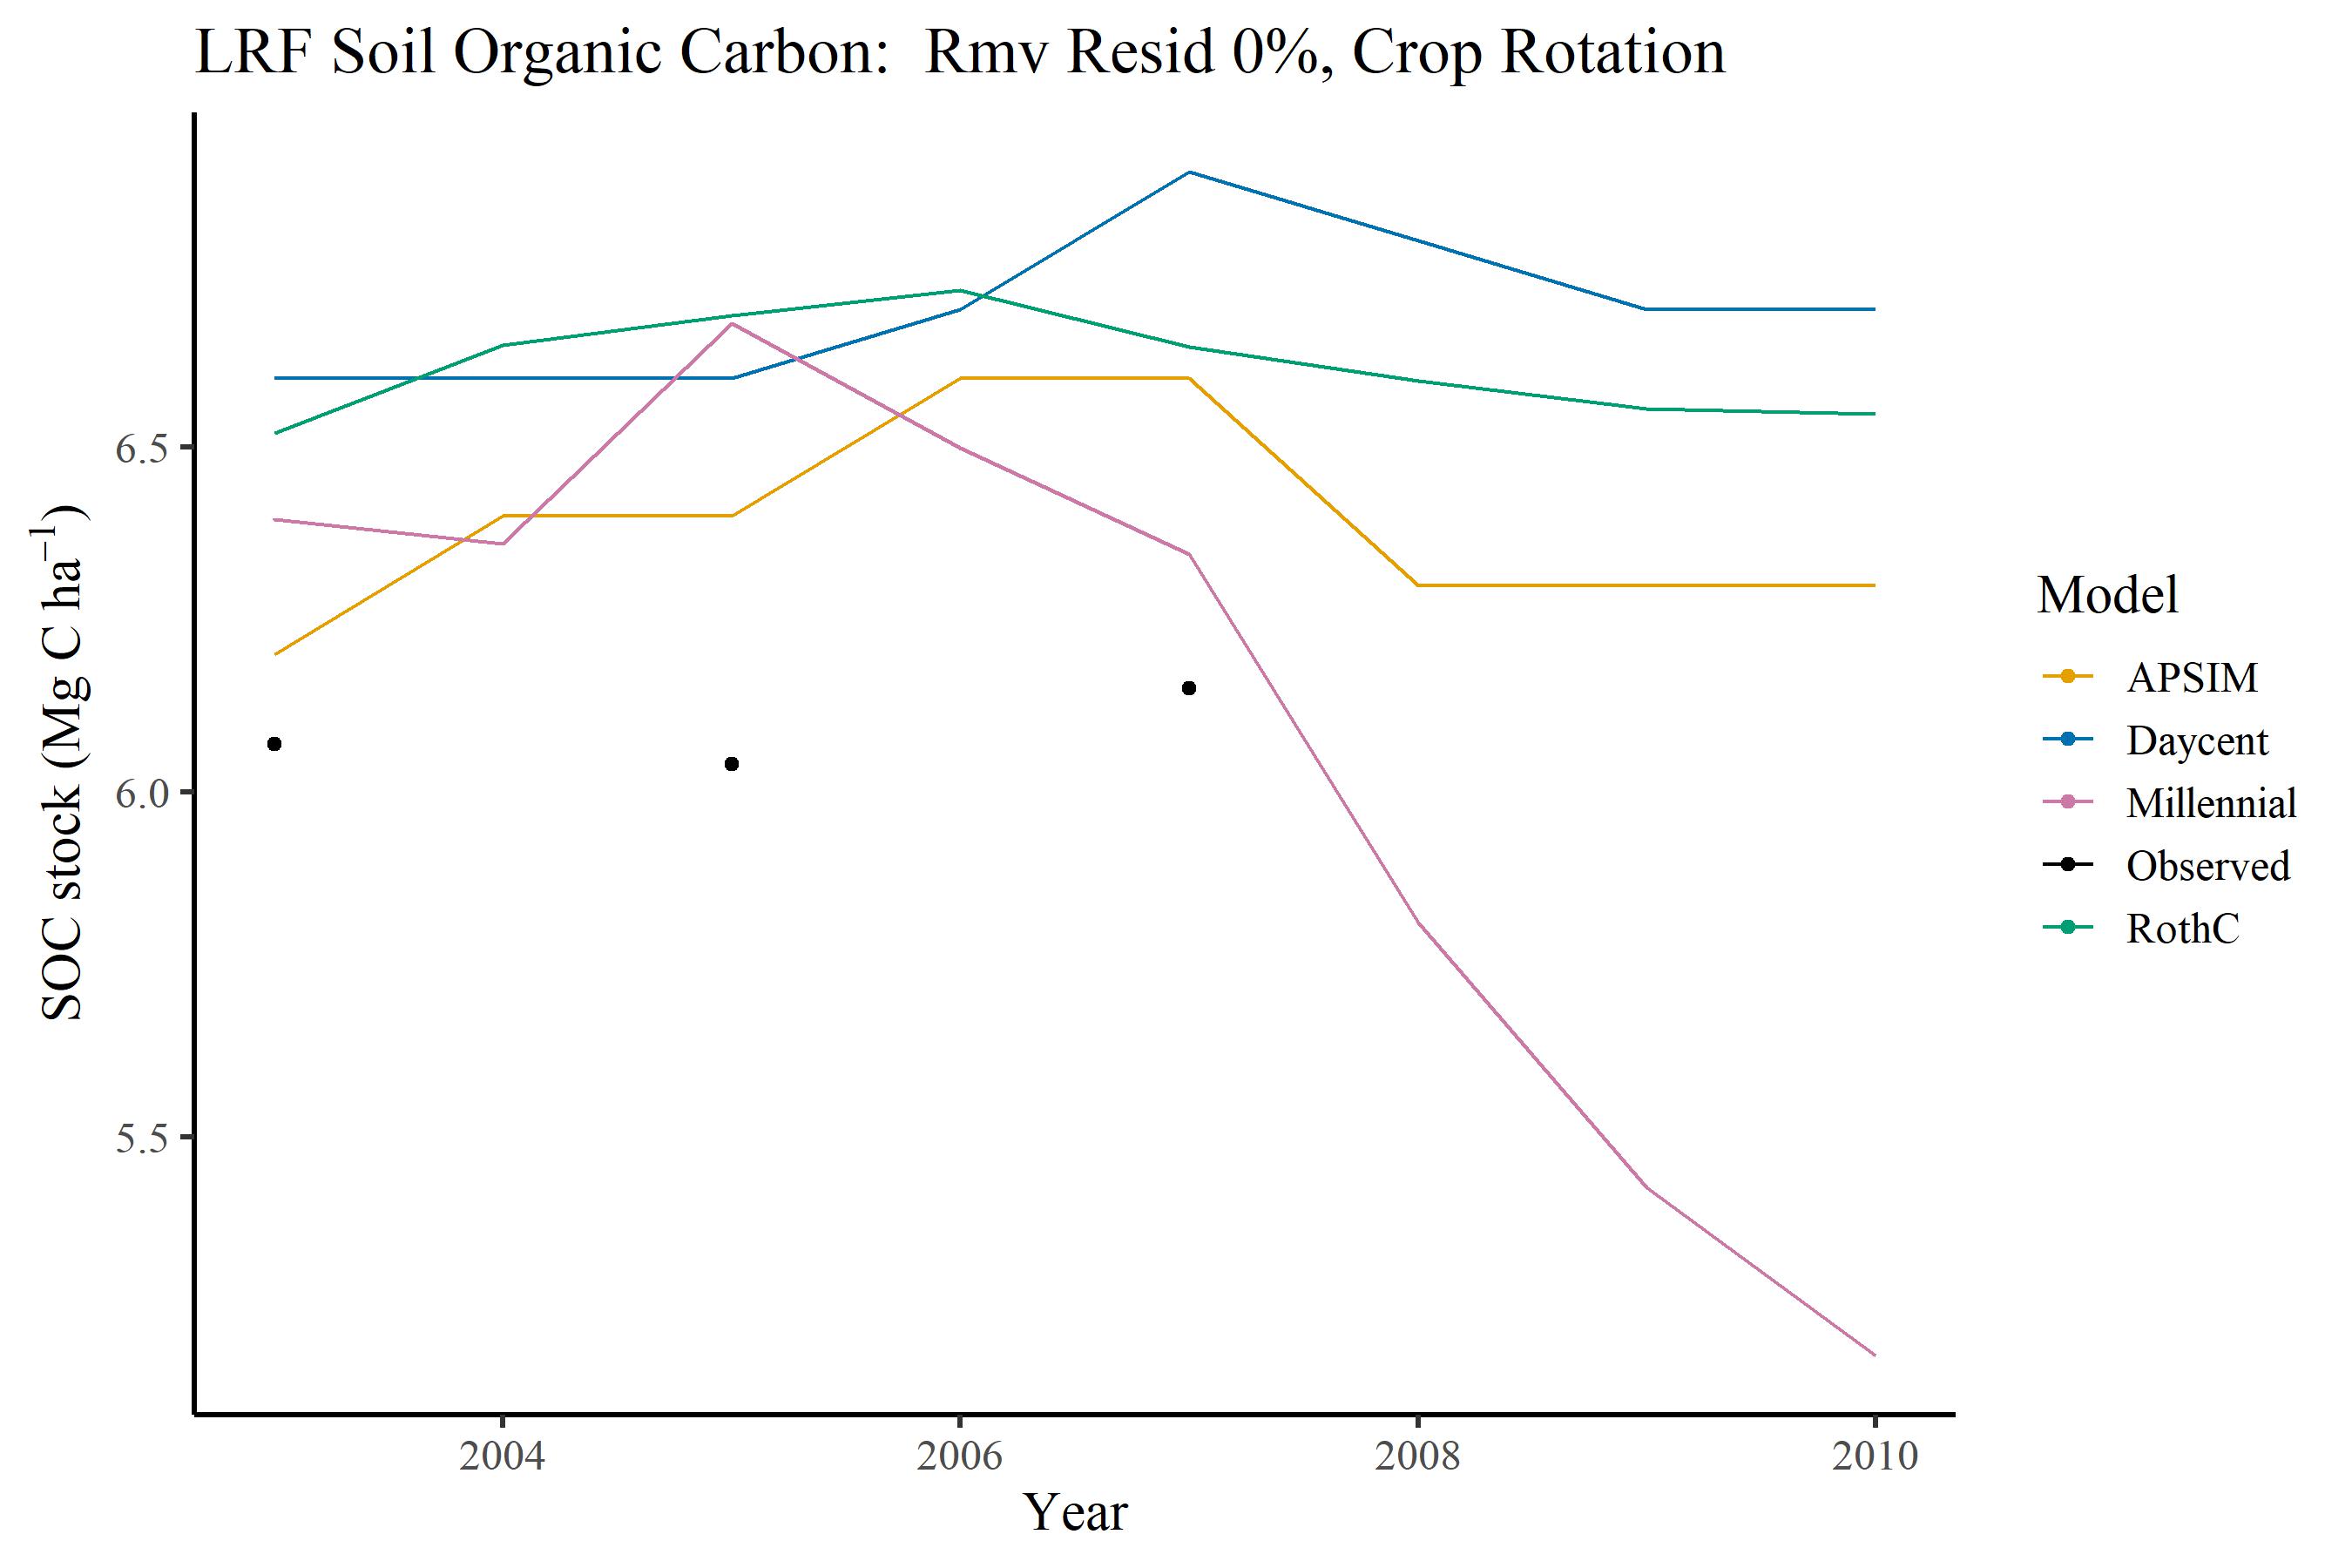 LRF Soil Organic Carbon:  Rmv Resid 0%, Crop Rotation
SOC stock (Mg C ha⁻¹)
6.5
6.0
5.5
2004
2006
2008
2010
Year
Model
APSIM
Daycent
Millennial
Observed
RothC